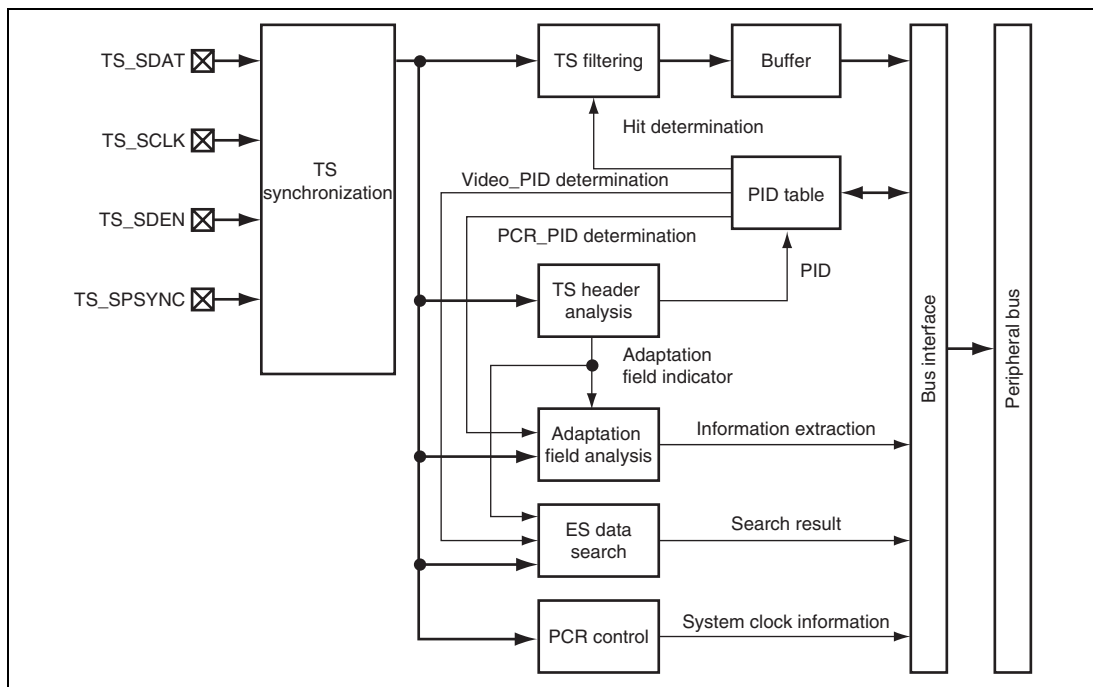 TS_SDAT
TS_SCLK
TS_SDEN
TS_SPSYNC
TS
synchronization
TS filtering
Buffer
Hit determination
Video_PID determination
PID table
PCR_PID determination
PID
TS header
analysis
Adaptation
field indicator
Adaptation
field analysis
Information extraction
ES data
search
Search result
PCR control
System clock information
Bus interface
Peripheral bus